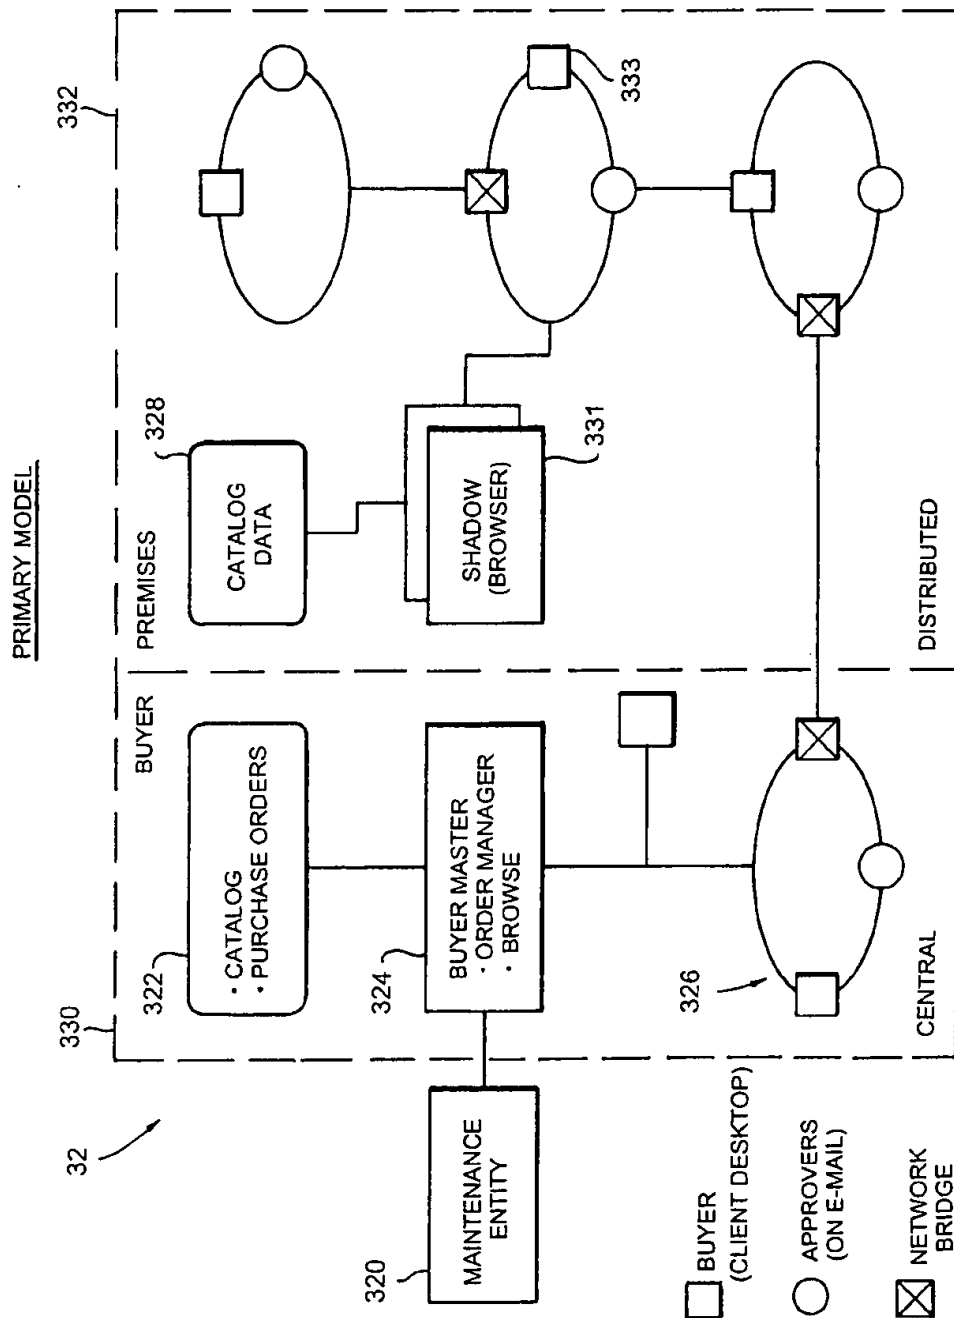 PRIMARY MODEL
32
330
332
BUYER
PREMISES
322
· CATALOG
· PURCHASE ORDERS
328
CATALOG
DATA
320
MAINTENANCE
ENTITY
324
BUYER MASTER
· ORDER MANAGER
· BROWSE
SHADOW
(BROWSER)
331
333
326
CENTRAL
DISTRIBUTED
BUYER
(CLIENT DESKTOP)
APPROVERS
(ON E-MAIL)
NETWORK
BRIDGE